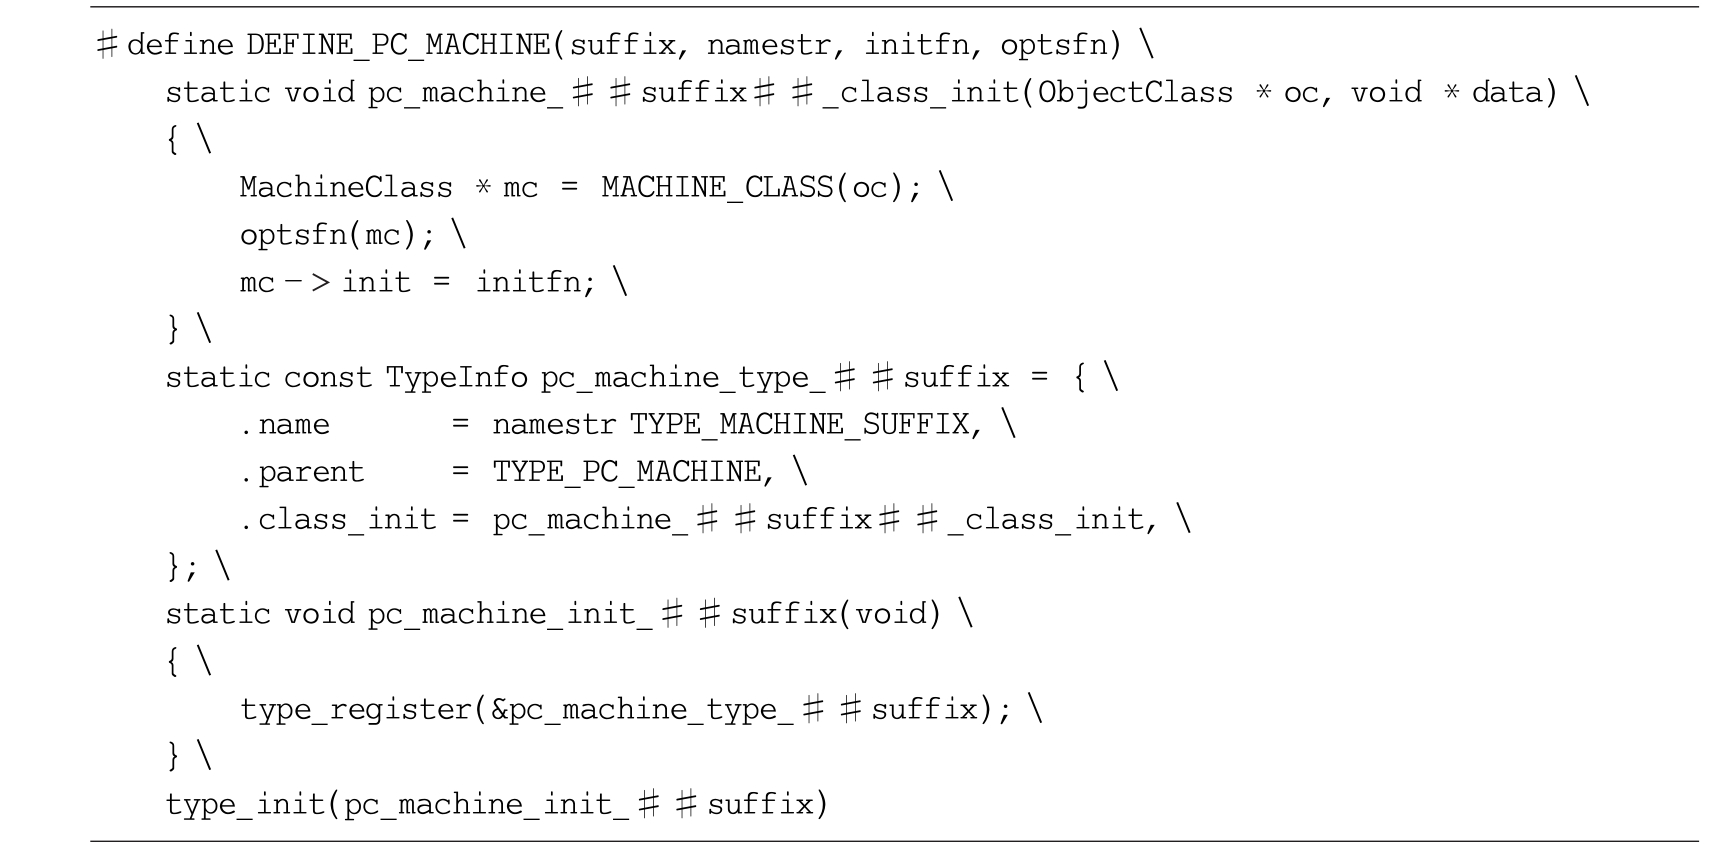 #define DEFINE_PC_MACHINE(suffix, namestr, initfn, optsfn) \
    static void pc_machine_##suffix##_class_init(ObjectClass *oc, void *data) \
    { \
        MachineClass *mc = MACHINE_CLASS(oc); \
        optsfn(mc); \
        mc->init = initfn; \
    } \
    static const TypeInfo pc_machine_type_##suffix = { \
        .name       = namestr TYPE_MACHINE_SUFFIX, \
        .parent     = TYPE_PC_MACHINE, \
        .class_init = pc_machine_##suffix##_class_init, \
    }; \
    static void pc_machine_init_##suffix(void) \
    { \
        type_register(&pc_machine_type_##suffix); \
    } \
    type_init(pc_machine_init_##suffix)